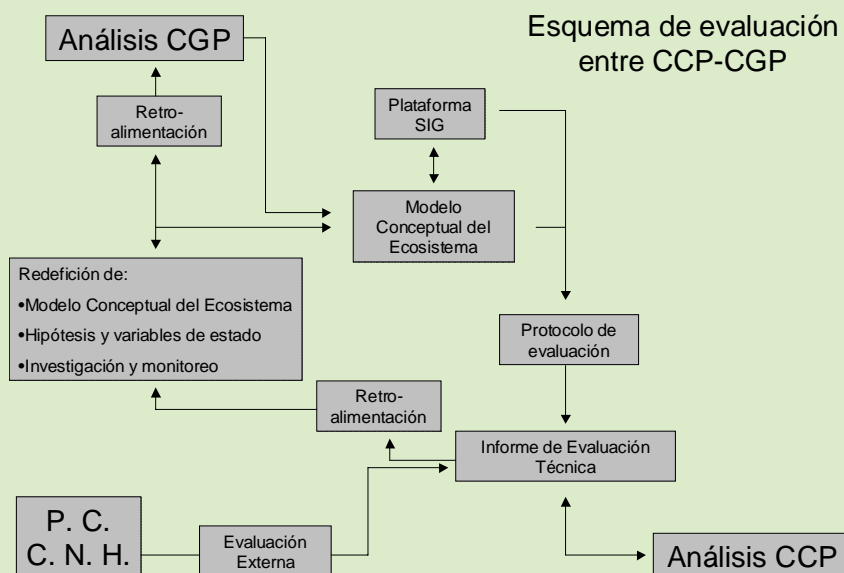 Esquema de evaluación
entre CCP-CGP
Análisis CGP
Retro-
alimentación
Plataforma
SIG
Modelo
Conceptual del
Ecosistema
Redefición de:
•Modelo Conceptual del Ecosistema
•Hipótesis y variables de estado
•Investigación y monitoreo
Protocolo de
evaluación
Retro-
alimentación
Informe de Evaluación
Técnica
P. C.
C. N. H.
Evaluación
Externa
Análisis CCP